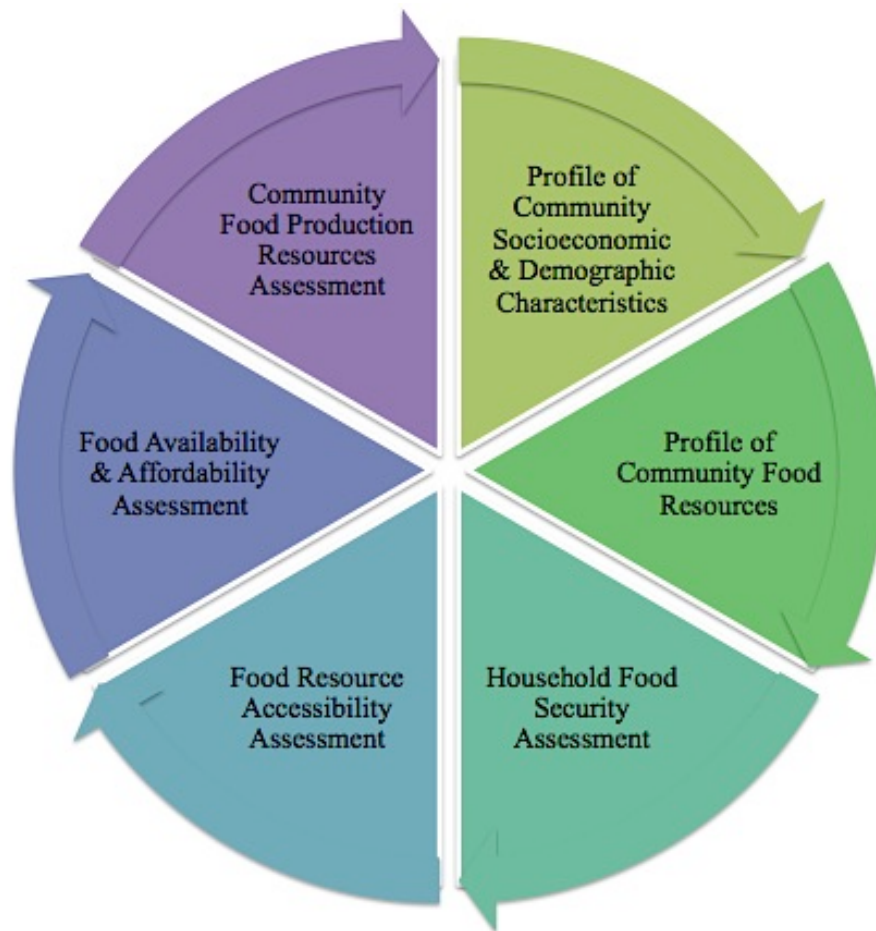 Profile of
Community
Socioeconomic
& Demographic
Characteristics
Profile of
Community Food
Resources
Household Food
Security
Assessment
Food Resource
Accessibility
Assessment
Food Availability
& Affordability
Assessment
Community
Food Production
Resources
Assessment